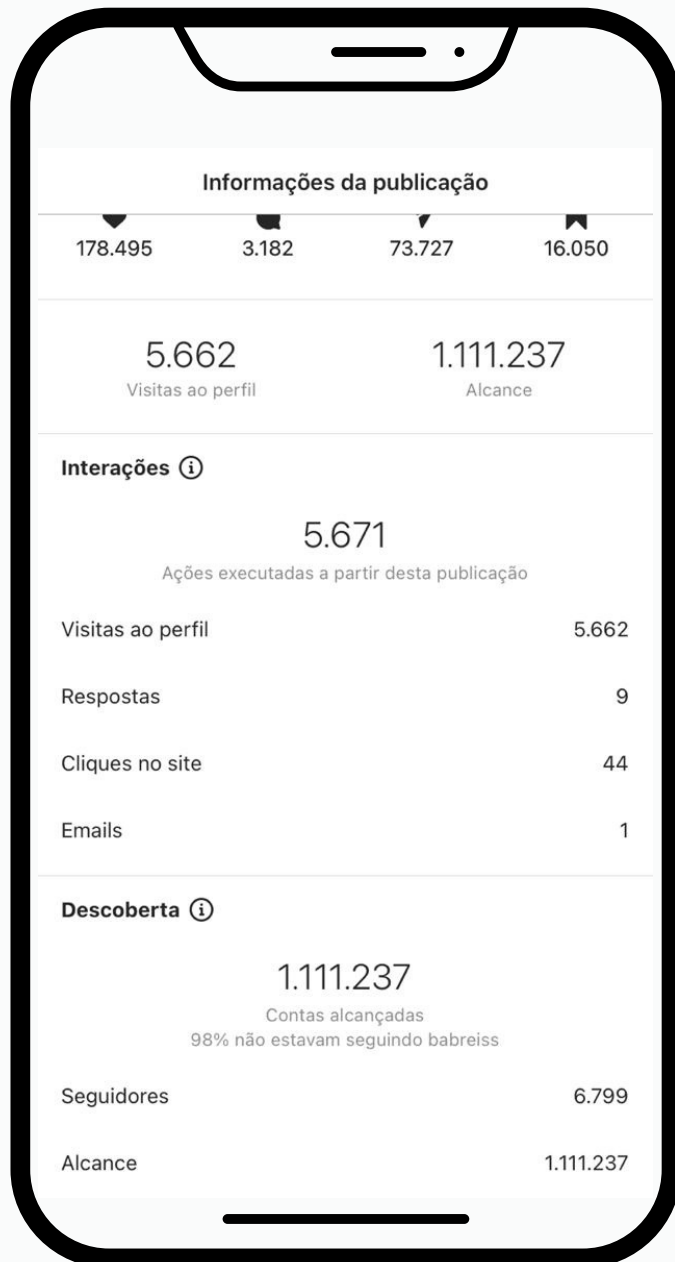 Informações da publicação
178.495 3.182 73.727 16.050
5.662 1.111.237
Visitas ao perfil Alcance
Interações
5.671
Ações executadas a partir desta publicação
Visitas ao perfil 5.662
Respostas 9
Cliques no site 44
Emails 1
Descoberta
1.111.237
Contas alcançadas
98% não estavam seguindo babreiss
Seguidores 6.799
Alcance 1.111.237